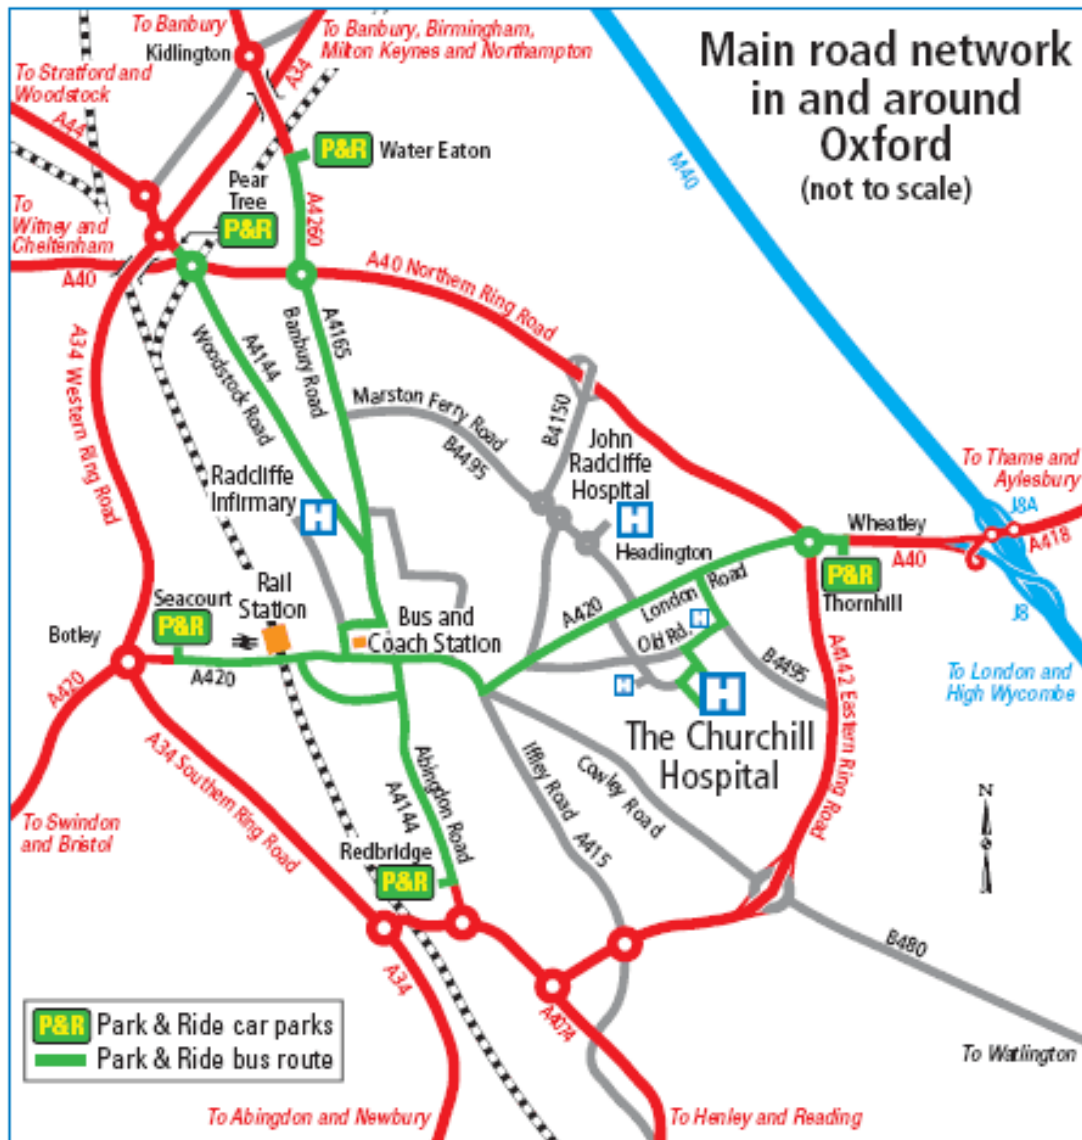 Main road network
in and around
Oxford
(not to scale)
To Banbury
Kidlington
To Banbury, Birmingham,
Milton Keynes and Northampton
A34
To Stratford and
Woodstock
A44
P&R
Water Eaton
Pear
Tree
P&R
A4260
M40
To
Witney and
Cheltenham
A40
A40 Northern Ring Road
A34 Western Ring Road
Woodstock Road
A4144
Banbury Road
A4165
Marston Ferry Road
B4495
B4150
John
Radcliffe
Hospital
H
Headington
Radcliffe
Infirmary
H
To Thame and
Aylesbury
J8A
A418
Wheatley
A40
J8
P&R
Thornhill
Seacourt
P&R
Rail
Station
Botley
A420
A420
Bus and
Coach Station
A420
London Road
Old Rd.
H
H
H
B4495
The Churchill
Hospital
A4142 Eastern Ring Road
To London and
High Wycombe
A34 Southern Ring Road
To Swindon
and Bristol
Abingdon Road
A4144
Iffley Road A415
Cowley Road
Redbridge
P&R
N
B480
A34
A4074
P&R Park & Ride car parks
Park & Ride bus route
To Watlington
To Abingdon and Newbury
To Henley and Reading